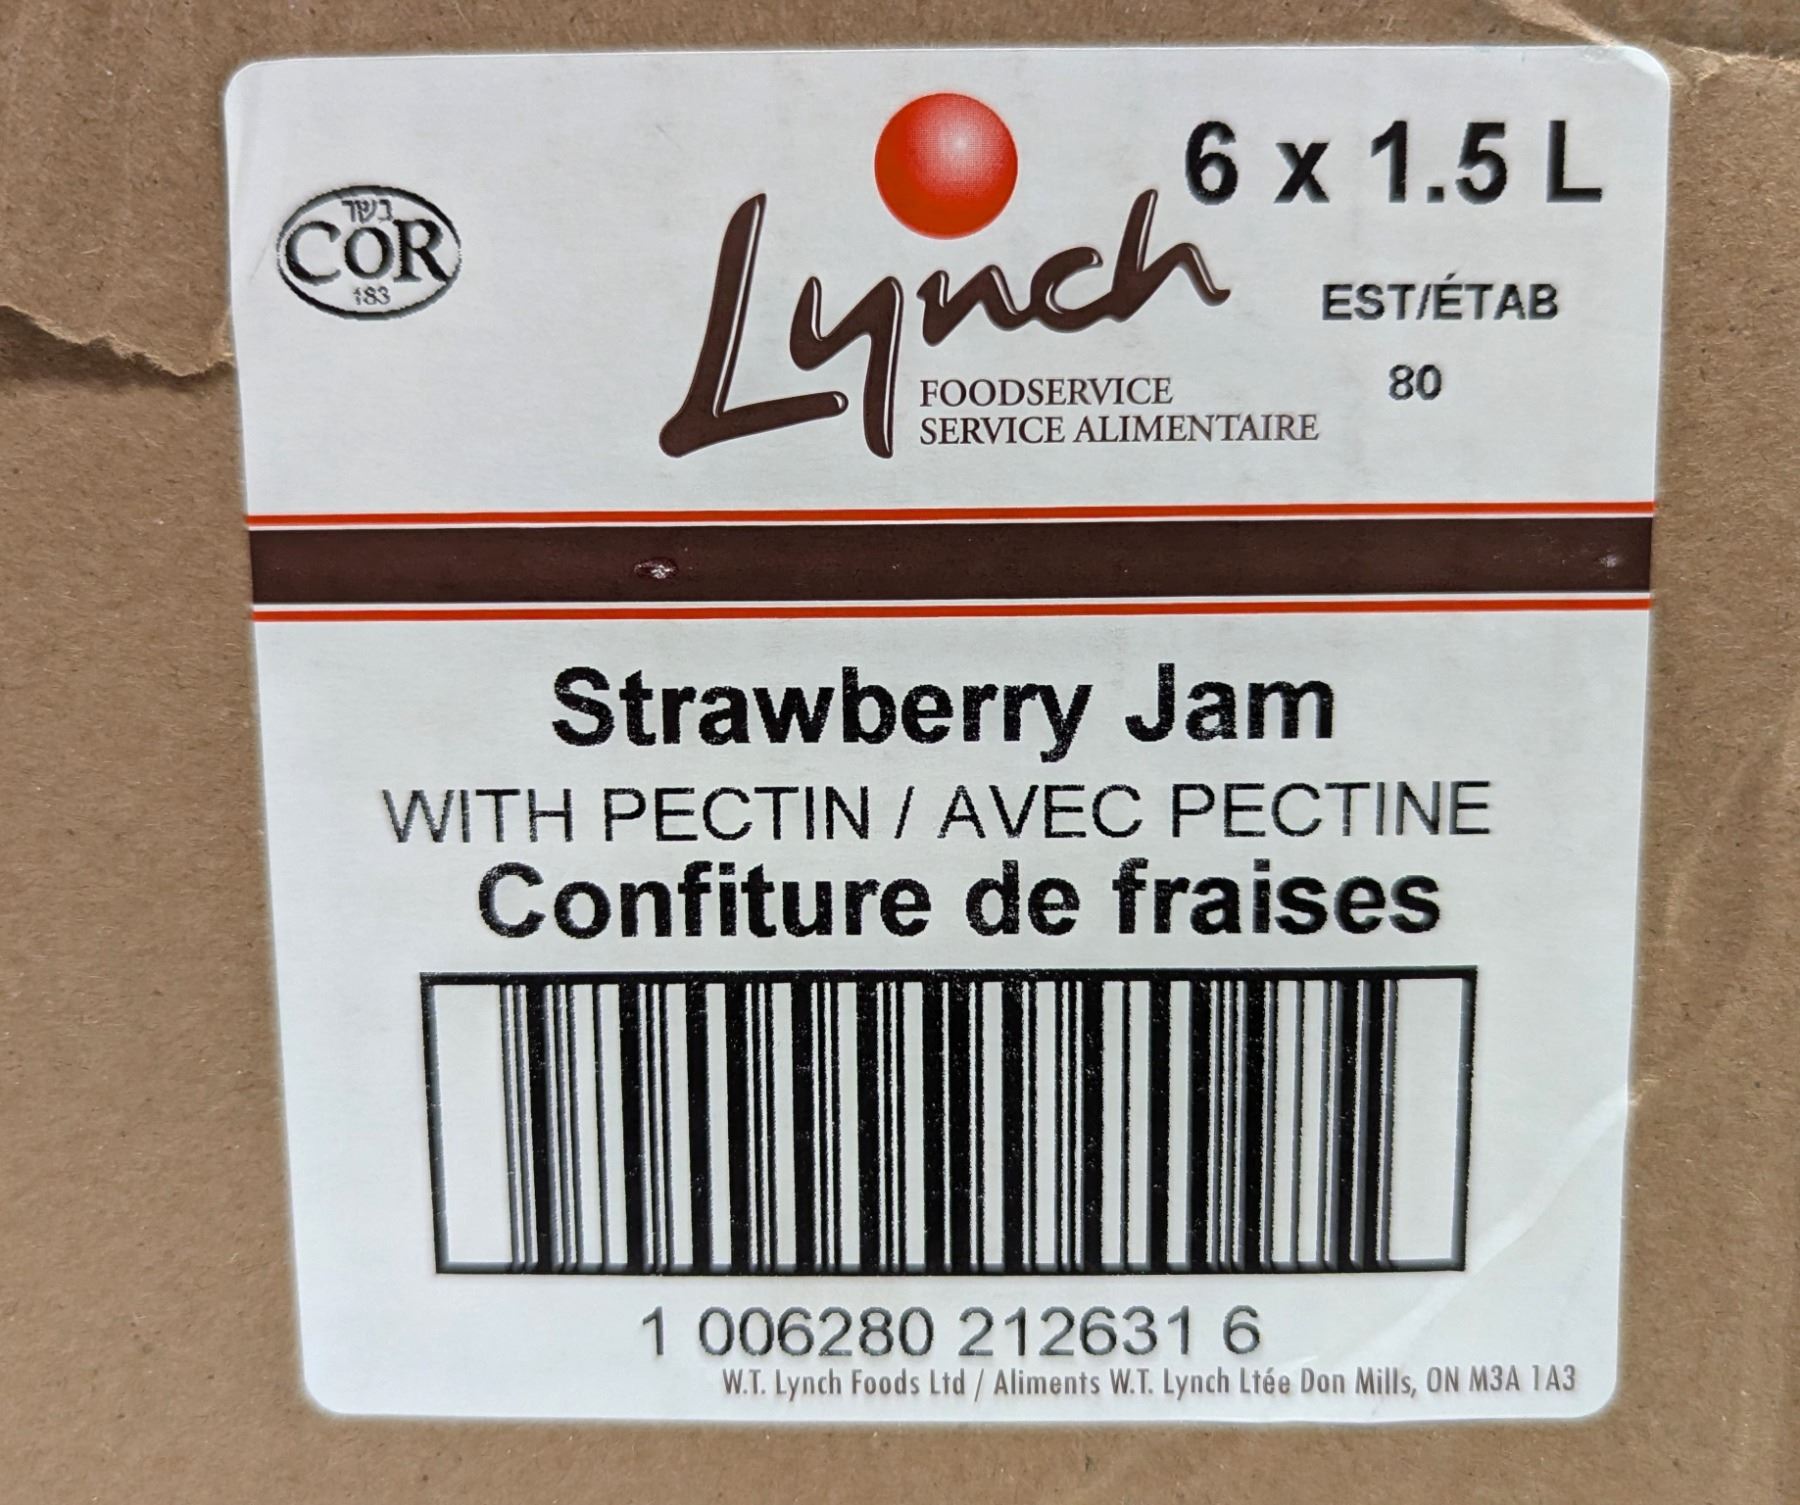 6 x 1.5 L
כשר
COR
183
Lynch
EST/ÉTAB
80
FOODSERVICE
SERVICE ALIMENTAIRE
Strawberry Jam
WITH PECTIN / AVEC PECTINE
Confiture de fraises
1 006280 212631 6
W.T. Lynch Foods Ltd / Aliments W.T. Lynch Ltée Don Mills, ON M3A 1A3